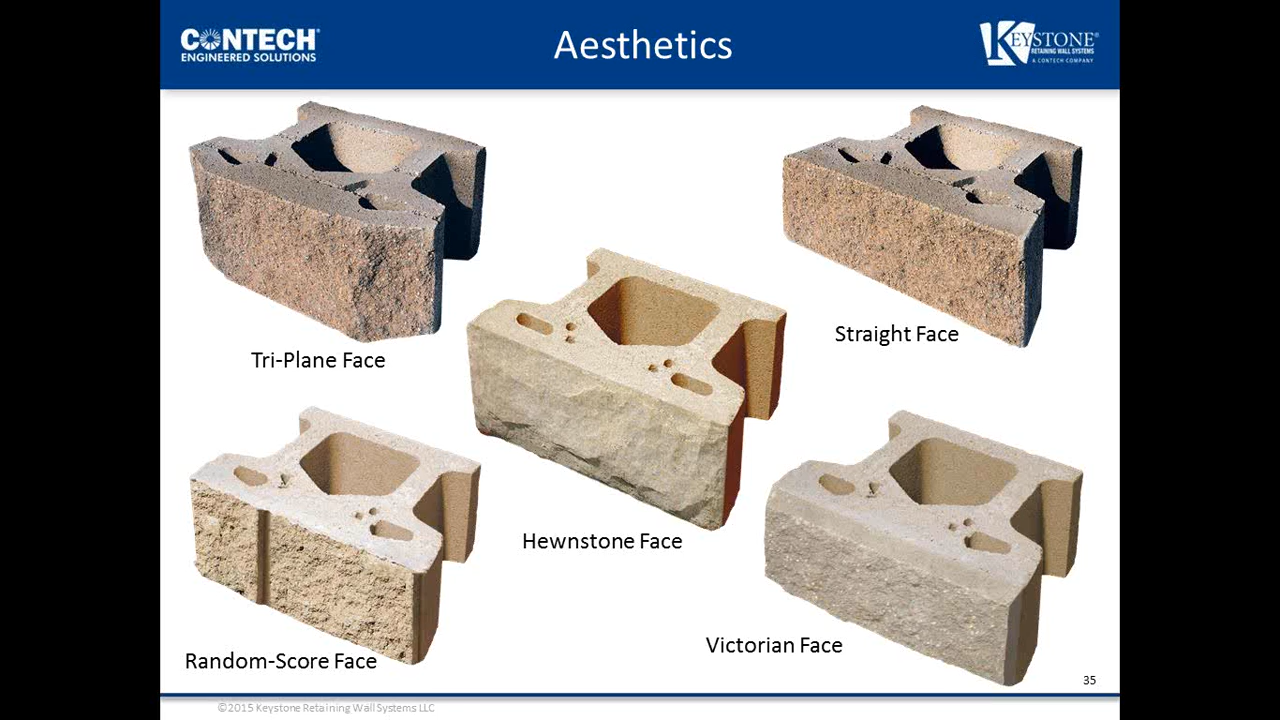 CONTECH®
ENGINEERED SOLUTIONS
Aesthetics
KEYSTONE®
RETAINING WALL SYSTEMS
A CONTECH COMPANY
Tri-Plane Face
Straight Face
Hewnstone Face
Random-Score Face
Victorian Face
35
©2015 Keystone Retaining Wall Systems LLC